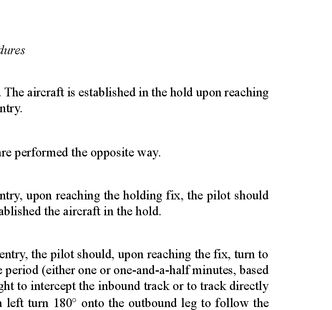 dures
. The aircraft is established in the hold upon reaching
ntry.
are performed the opposite way.
ntry, upon reaching the holding fix, the pilot should
ablished the aircraft in the hold.
entry, the pilot should, upon reaching the fix, turn to
e period (either one or one-and-a-half minutes, based
ght to intercept the inbound track or to track directly
n left turn 180° onto the outbound leg to follow the